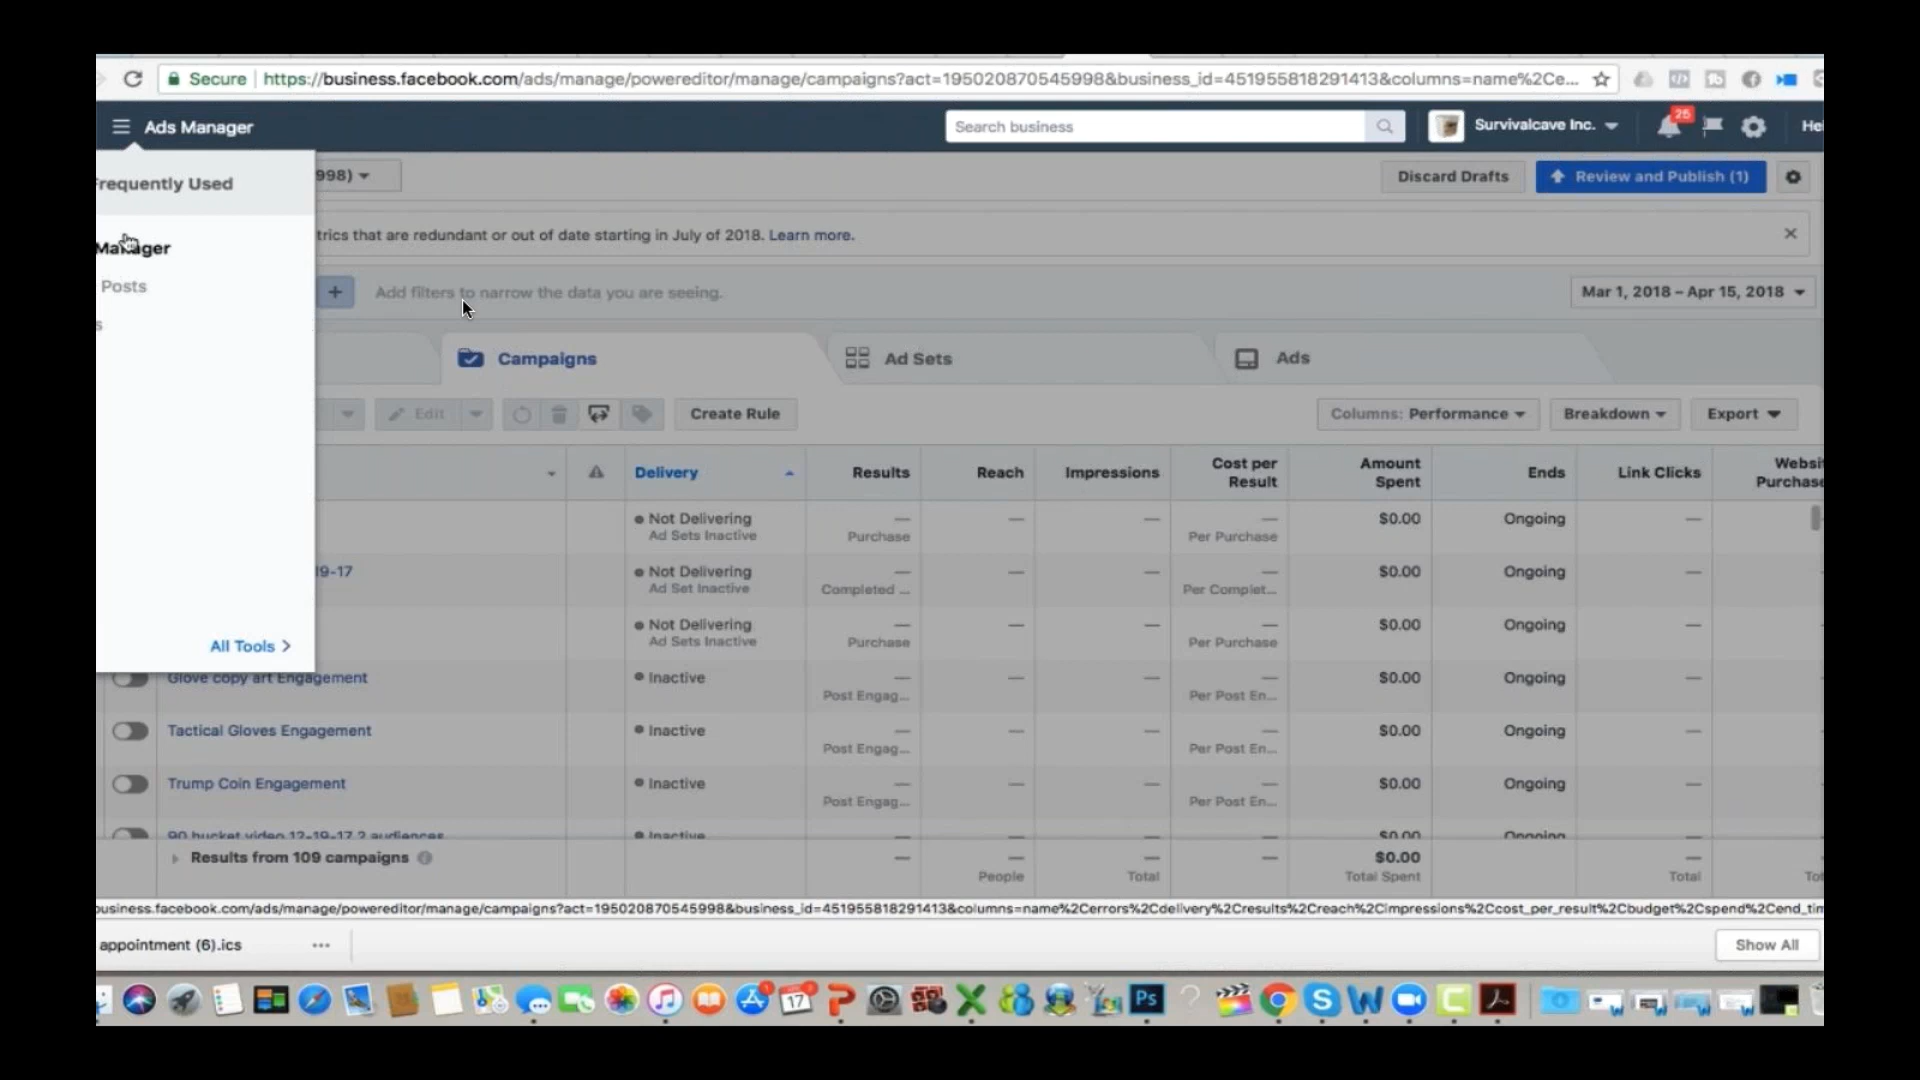 Secure https://business.facebook.com/ads/manage/powereditor/manage/campaigns?act=195020870545998&business_id=451955818291413&columns=name%2Ce...
Ads Manager Search business Survivalcave Inc. 25 Hel
Frequently Used 998) Discard Drafts Review and Publish (1)
Manager trics that are redundant or out of date starting in July of 2018. Learn more.
Posts + Add filters to narrow the data you are seeing. Mar 1, 2018 – Apr 15, 2018
s
Campaigns Ad Sets Ads
Edit Create Rule Columns: Performance Breakdown Export
Delivery Results Reach Impressions Cost per Result Amount Spent Ends Link Clicks Websi Purchase
Not Delivering — — — — $0.00 Ongoing —
Ad Sets Inactive Purchase Per Purchase
19-17 Not Delivering — — — — $0.00 Ongoing —
Ad Set Inactive Completed ... Per Complet...
Not Delivering — — — — $0.00 Ongoing —
Ad Sets Inactive Purchase Per Purchase
All Tools >
Glove copy art Engagement Inactive — — — — $0.00 Ongoing —
Post Engag... Per Post En...
Tactical Gloves Engagement Inactive — — — — $0.00 Ongoing —
Post Engag... Per Post En...
Trump Coin Engagement Inactive — — — — $0.00 Ongoing —
Post Engag... Per Post En...
90 bucket video 12-19-17 2 audiences Inactive $0.00 Ongoing
Results from 109 campaigns — — — — $0.00 —
People Total Total Spent Total Tot
business.facebook.com/ads/manage/powereditor/manage/campaigns?act=195020870545998&business_id=451955818291413&columns=name%2Cerrors%2Cdelivery%2Cresults%2Creach%2Cimpressions%2Ccost_per_result%2Cbudget%2Cspend%2Cend_tim
appointment (6).ics ... Show All
17 Ps